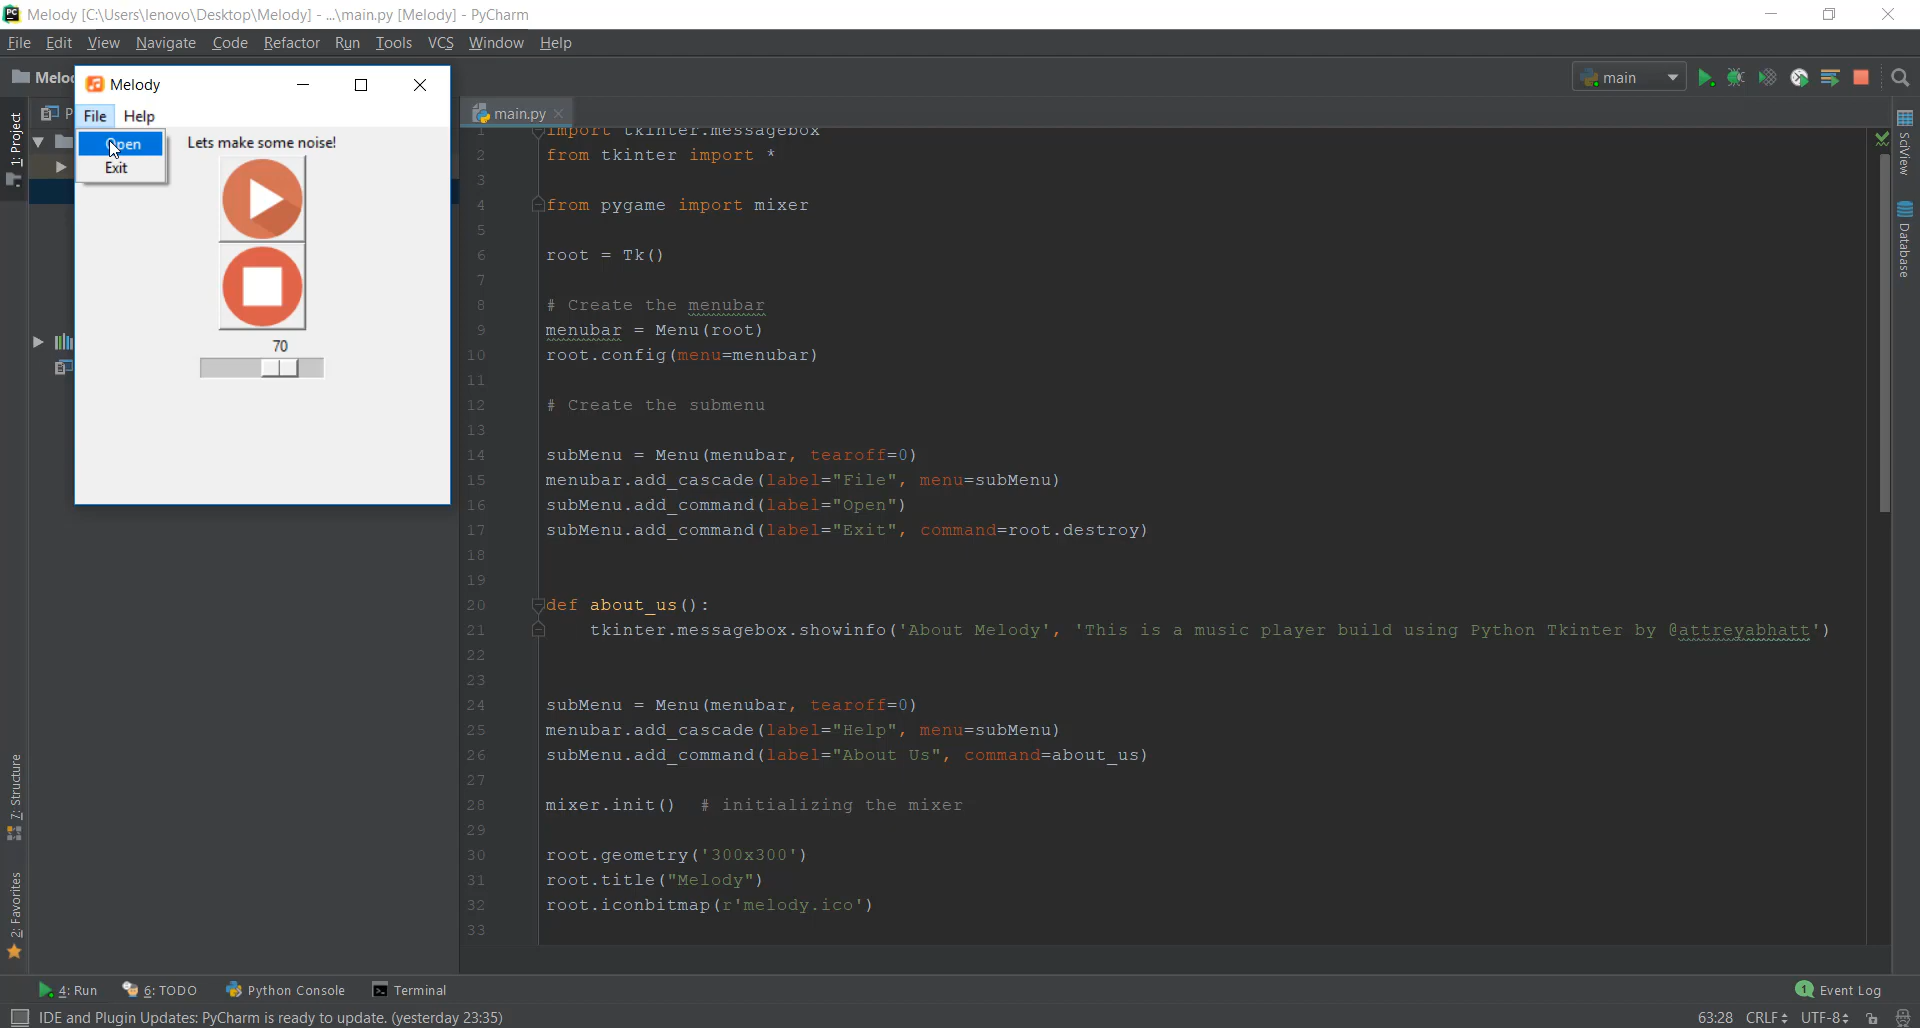 Melody [C:\Users\lenovo\Desktop\Melody] - ...\main.py [Melody] - PyCharm
File Edit View Navigate Code Refactor Run Tools VCS Window Help
main
Melody
File Help
Open
Exit
Lets make some noise!
70
1: Project
7: Structure
2: Favorites
main.py
1 import tkinter.messagebox
2 from tkinter import *
3
4 from pygame import mixer
5
6 root = Tk()
7
8 # Create the menubar
9 menubar = Menu(root)
10 root.config(menu=menubar)
11
12 # Create the submenu
13
14 subMenu = Menu(menubar, tearoff=0)
15 menubar.add_cascade(label="File", menu=subMenu)
16 subMenu.add_command(label="Open")
17 subMenu.add_command(label="Exit", command=root.destroy)
18
19
20 def about_us():
21 tkinter.messagebox.showinfo('About Melody', 'This is a music player build using Python Tkinter by @attreyabhatt')
22
23
24 subMenu = Menu(menubar, tearoff=0)
25 menubar.add_cascade(label="Help", menu=subMenu)
26 subMenu.add_command(label="About Us", command=about_us)
27
28 mixer.init() # initializing the mixer
29
30 root.geometry('300x300')
31 root.title("Melody")
32 root.iconbitmap(r'melody.ico')
33
SciView
Database
4: Run 6: TODO Python Console Terminal
1 Event Log
IDE and Plugin Updates: PyCharm is ready to update. (yesterday 23:35)
63:28 CRLF UTF-8